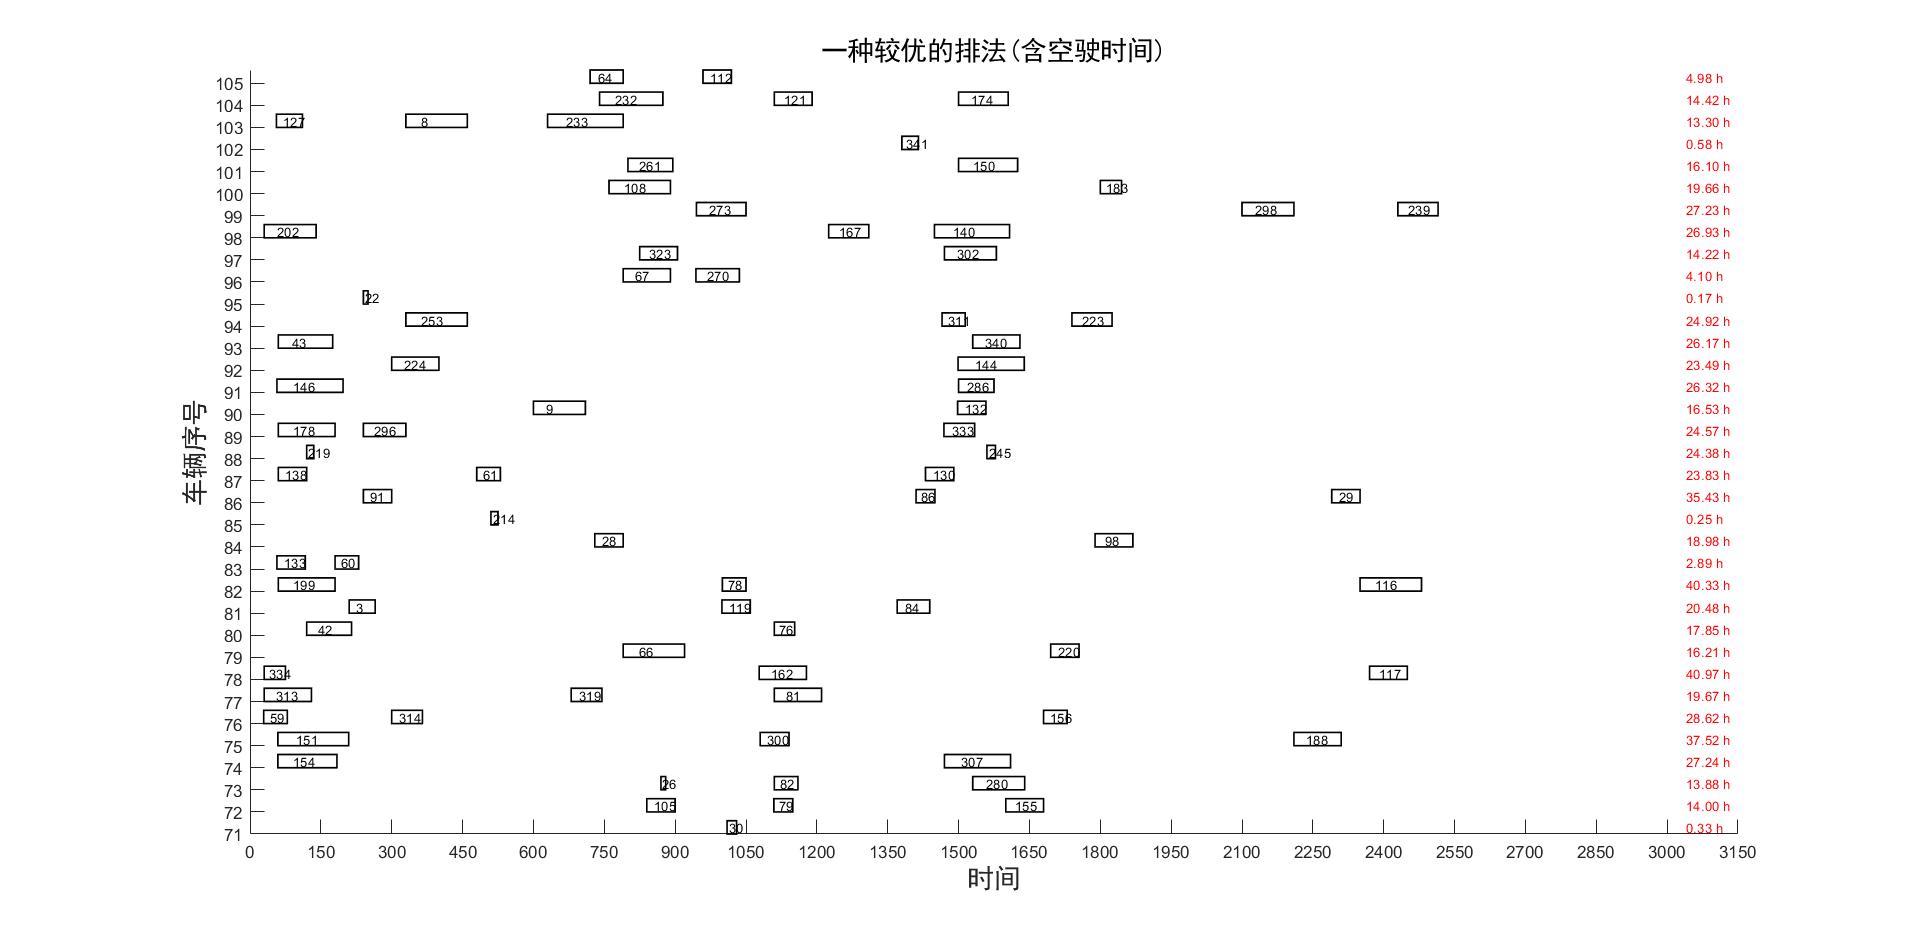 一种较优的排法(含空驶时间)
105 64 112 4.98 h
104 232 121 174 14.42 h
103 127 8 233 13.30 h
102 341 0.58 h
101 261 150 16.10 h
100 108 183 19.66 h
99 273 298 239 27.23 h
98 202 167 140 26.93 h
97 323 302 14.22 h
96 67 270 4.10 h
95 22 0.17 h
94 253 311 223 24.92 h
93 43 340 26.17 h
92 224 144 23.49 h
91 146 286 26.32 h
90 9 132 16.53 h
89 178 296 333 24.57 h
88 219 245 24.38 h
87 138 61 130 23.83 h
86 91 86 29 35.43 h
85 214 0.25 h
84 28 98 18.98 h
83 133 60 2.89 h
82 199 78 116 40.33 h
81 3 119 84 20.48 h
80 42 76 17.85 h
79 66 220 16.21 h
78 334 162 117 40.97 h
77 313 319 81 19.67 h
76 59 314 156 28.62 h
75 151 300 188 37.52 h
74 154 307 27.24 h
73 26 82 280 13.88 h
72 105 79 155 14.00 h
71 30 0.33 h
车辆序号
0 150 300 450 600 750 900 1050 1200 1350 1500 1650 1800 1950 2100 2250 2400 2550 2700 2850 3000 3150
时间